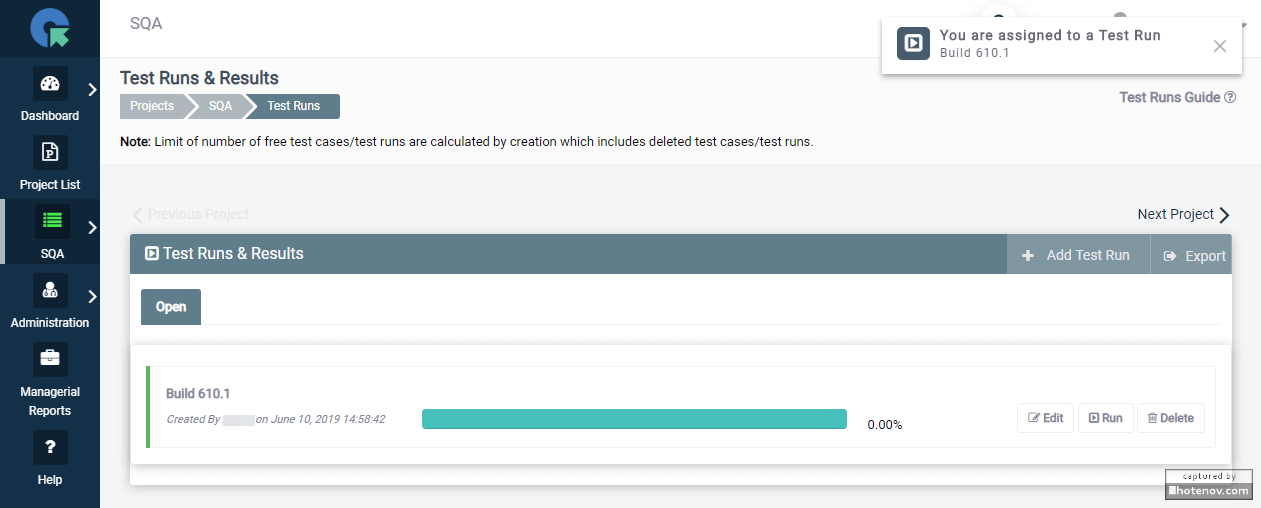 SQA
You are assigned to a Test Run
Build 610.1
Dashboard
Project List
SQA
Administration
Managerial
Reports
Help
Test Runs & Results
Projects
SQA
Test Runs
Test Runs Guide
Note: Limit of number of free test cases/test runs are calculated by creation which includes deleted test cases/test runs.
Previous Project
Next Project
Test Runs & Results
Add Test Run
Export
Open
Build 610.1
Created By on June 10, 2019 14:58:42
0.00%
Edit
Run
Delete
captured by
hotenov.com